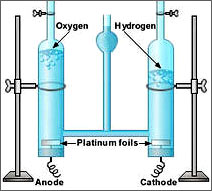 Oxygen
Hydrogen
Platinum foils
Anode
Cathode